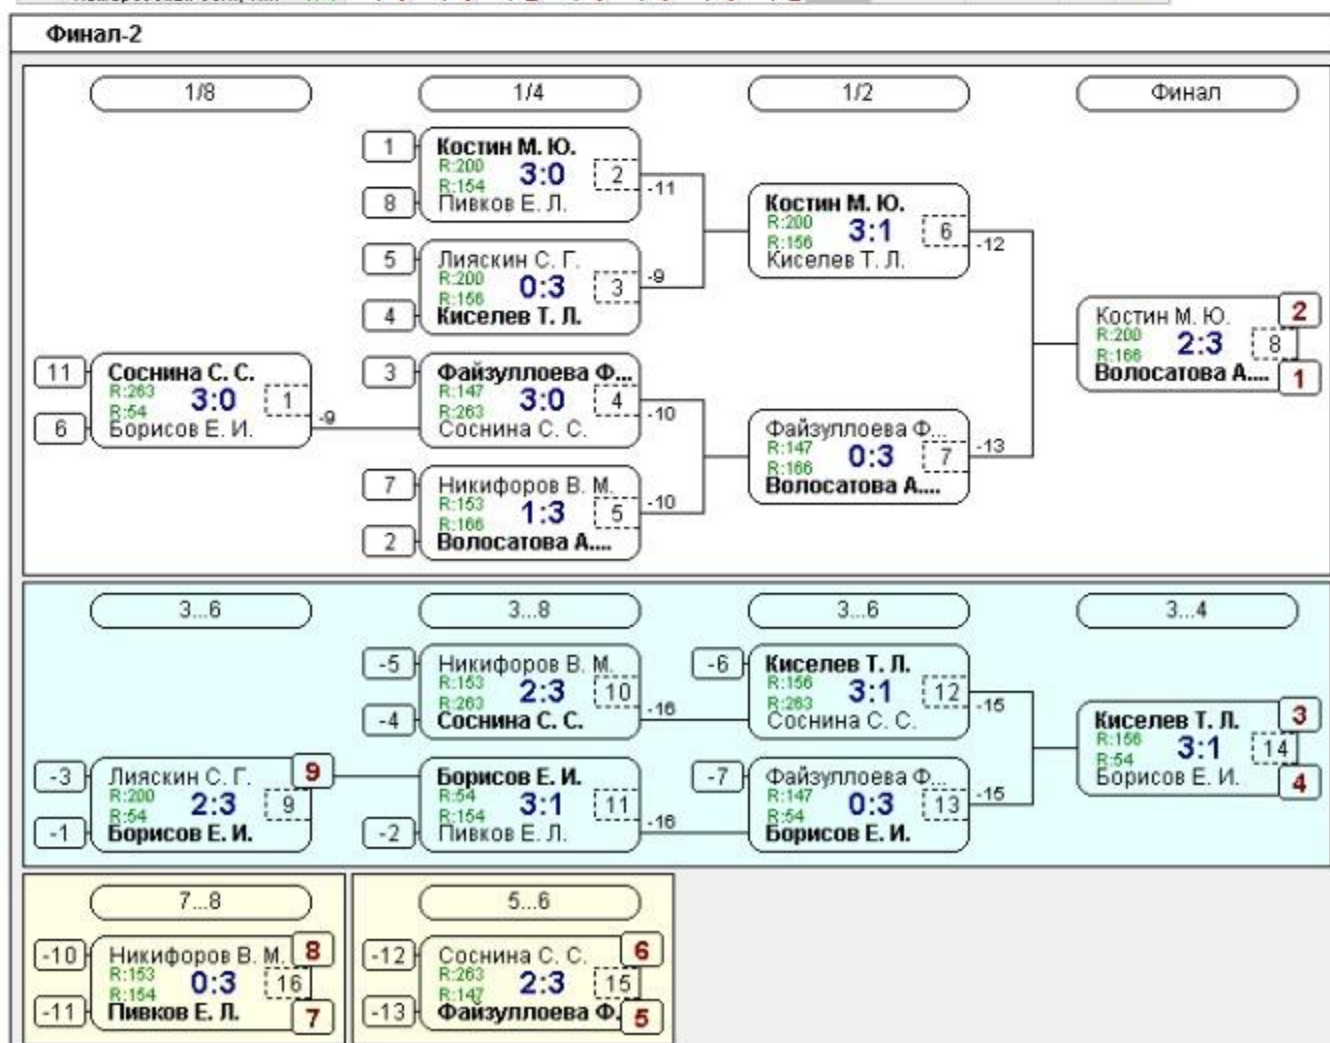 Финал-2
1/8
1/4
1/2
Финал
1
Костин М. Ю.
R:200
3:0
2
R:154
-11
8
Пивков Е. Л.
Костин М. Ю.
R:200
3:1
6
R:156
-12
Киселев Т. Л.
5
Лияскин С. Г.
R:200
0:3
3
R:156
-9
4
Киселев Т. Л.
Костин М. Ю.
2
R:200
2:3
8
R:166
Волосатова А....
1
11
Соснина С. С.
R:263
3:0
1
R:54
-9
6
Борисов Е. И.
3
Файзуллоева Ф...
R:147
3:0
4
R:263
-10
Соснина С. С.
Файзуллоева Ф...
R:147
0:3
7
R:166
-13
Волосатова А....
7
Никифоров В. М.
R:153
1:3
5
R:166
-10
2
Волосатова А....
3...6
3...8
3...6
3...4
-5
Никифоров В. М.
R:153
2:3
10
R:263
-16
-4
Соснина С. С.
-6
Киселев Т. Л.
R:156
3:1
12
R:263
-15
Соснина С. С.
Киселев Т. Л.
3
R:156
3:1
14
R:54
Борисов Е. И.
4
-3
Лияскин С. Г.
9
R:200
2:3
9
R:54
-1
Борисов Е. И.
Борисов Е. И.
R:54
3:1
11
R:154
-16
-2
Пивков Е. Л.
-7
Файзуллоева Ф...
R:147
0:3
13
R:54
-15
Борисов Е. И.
7...8
5...6
-10
Никифоров В. М.
8
R:153
0:3
16
R:154
-11
Пивков Е. Л.
7
-12
Соснина С. С.
6
R:263
2:3
15
R:147
-13
Файзуллоева Ф.
5